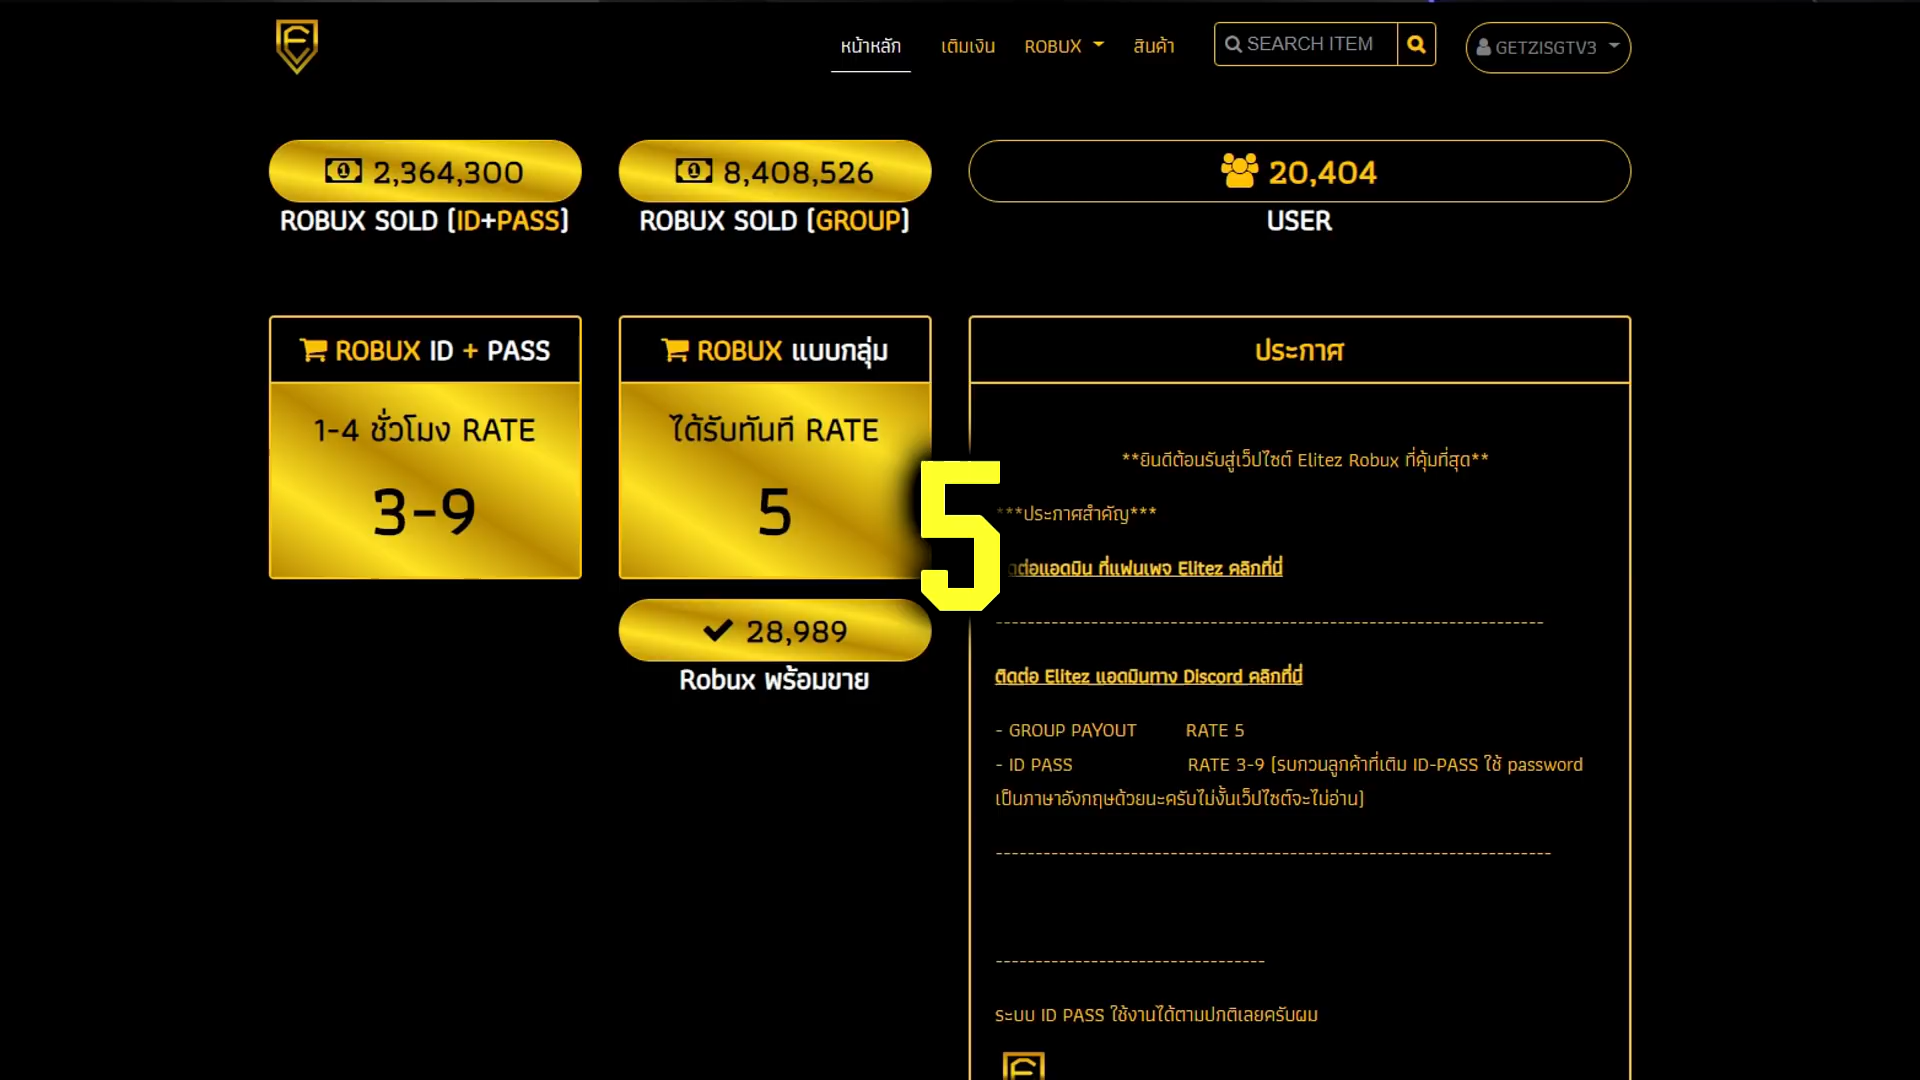 หน้าหลัก เติมเงิน ROBUX สินค้า SEARCH ITEM GETZISGTV3
2,364,300
ROBUX SOLD (ID+PASS)
8,408,526
ROBUX SOLD (GROUP)
20,404
USER
ROBUX ID + PASS
1-4 ชั่วโมง RATE
3-9
ROBUX แบบกลุ่ม
ได้รับทันที RATE
5
28,989
Robux พร้อมขาย
5
ประกาศ
**ยินดีต้อนรับสู่เว็ปไซต์ Elitez Robux ที่คุ้มที่สุด**
***ประกาศสำคัญ***
ติดต่อแอดมิน ที่แฟนเพจ Elitez คลิกที่นี่
---------------------------------------------------------------------
ติดต่อ Elitez แอดมินทาง Discord คลิกที่นี่
- GROUP PAYOUT RATE 5
- ID PASS RATE 3-9 (รบกวนลูกค้าที่เติม ID-PASS ใช้ password
เป็นภาษาอังกฤษด้วยนะครับไม่งั้นเว็ปไซต์จะไม่อ่าน)
----------------------------------------------------------------------
----------------------------------
ระบบ ID PASS ใช้งานได้ตามปกติเลยครับผม